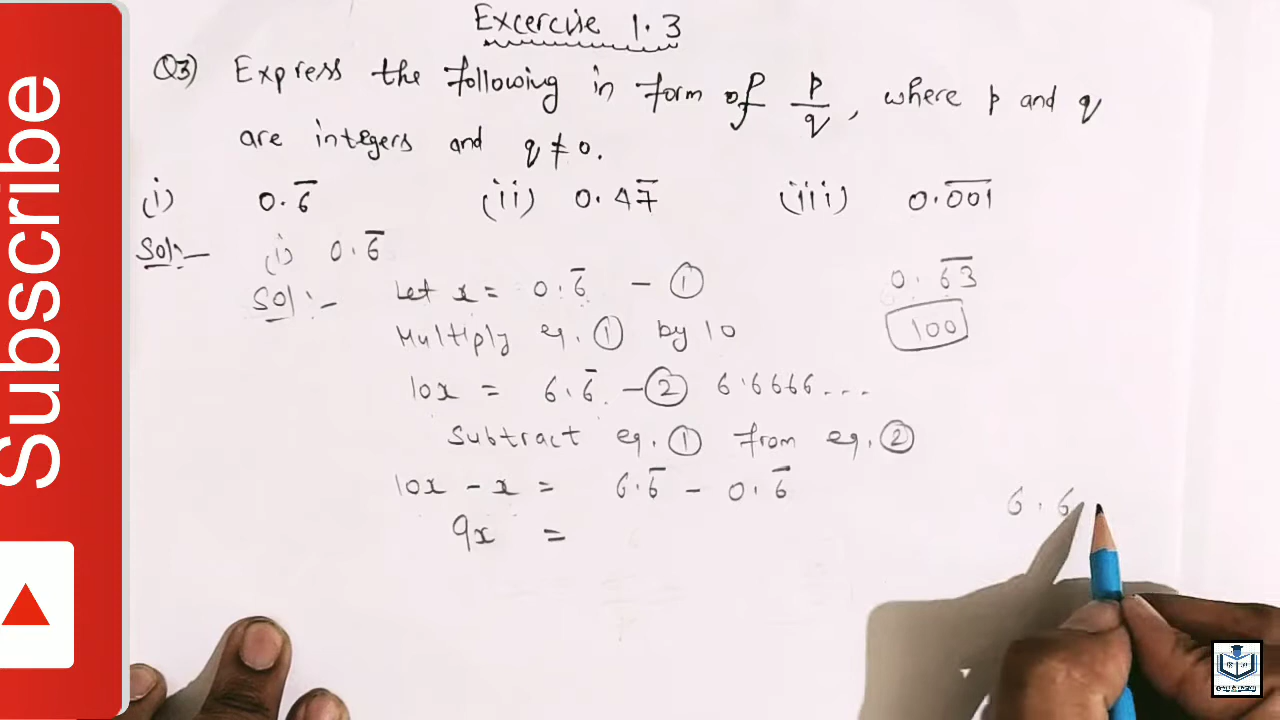 Excercise 1.3
Q3) Express the following in form of p/q, where p and q
are integers and q ≠ 0.
(i) 0.6̅ (ii) 0.47̅ (iii) 0.0̅0̅1̅
Sol:- (i) 0.6̅
Sol:- Let x = 0.6̅ - ①
0.6̅3̅
Multiply eq. ① by 10
100
10x = 6.6̅ - ② 6.6666...
Subtract eq. ① from eq. ②
10x - x = 6.6̅ - 0.6̅
6.6
9x =
Subscribe